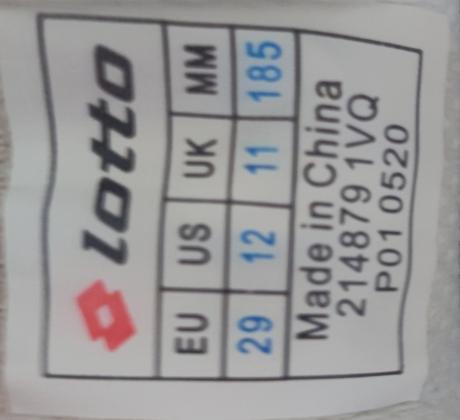 lotto
EU US UK MM
29 12 11 185
Made in China
214879 1VQ
P01 0520